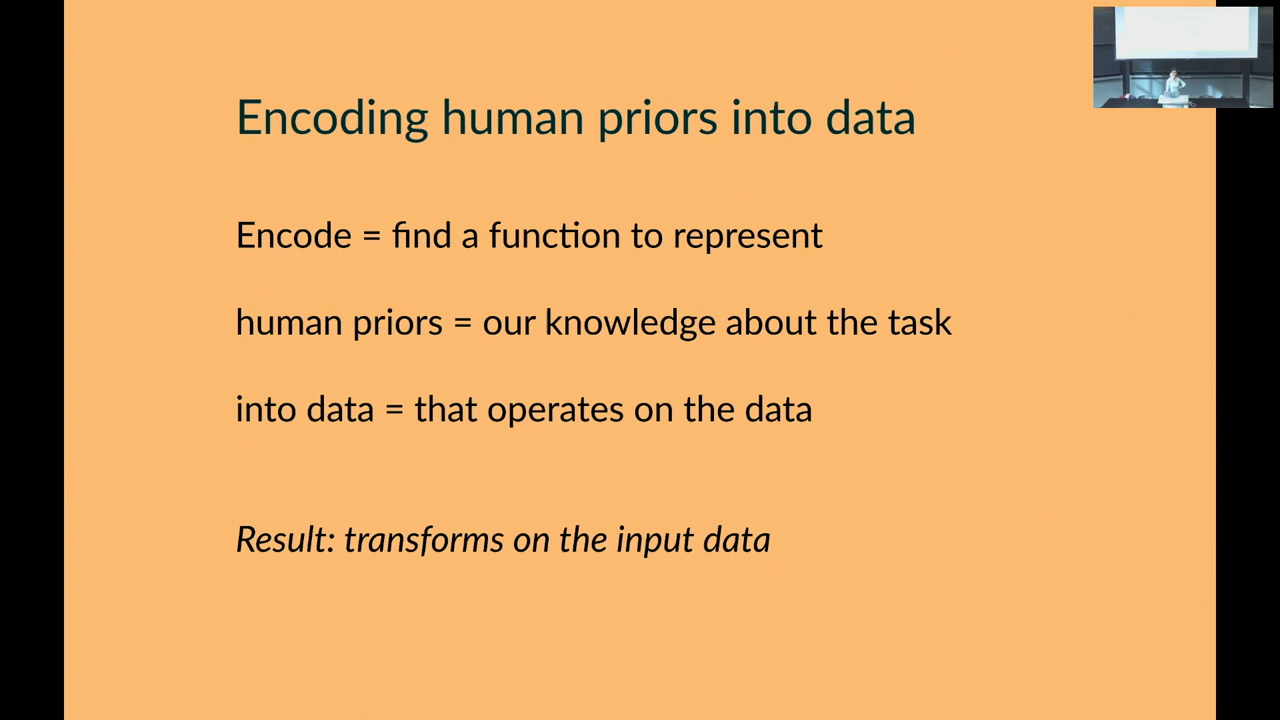 Encoding human priors into data
Encode = find a function to represent
human priors = our knowledge about the task
into data = that operates on the data
Result: transforms on the input data